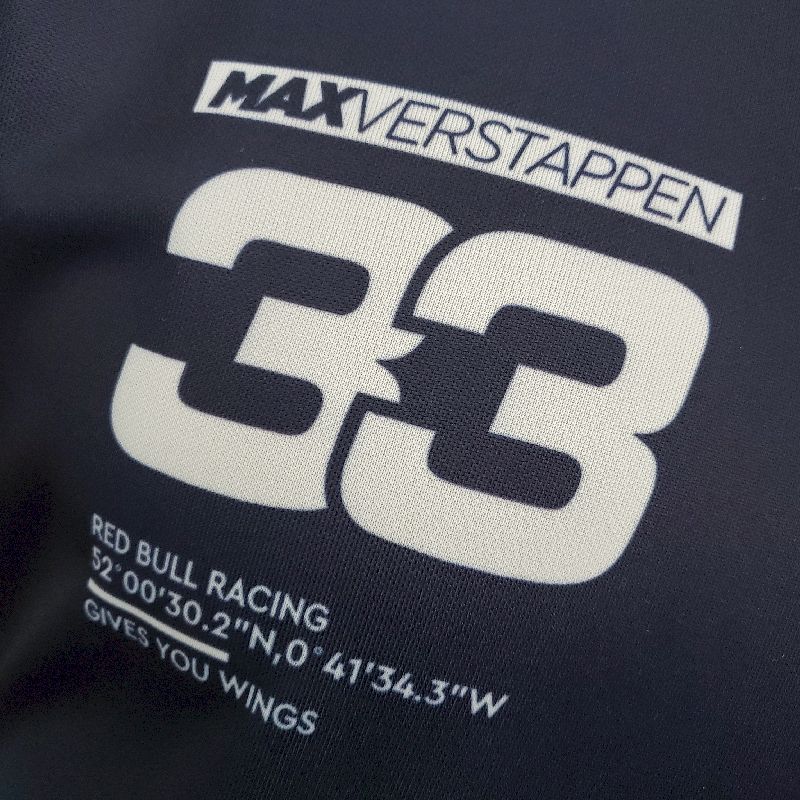 MAXVERSTAPPEN
33
RED BULL RACING
52°00'30.2"N,0°41'34.3"W
GIVES YOU WINGS